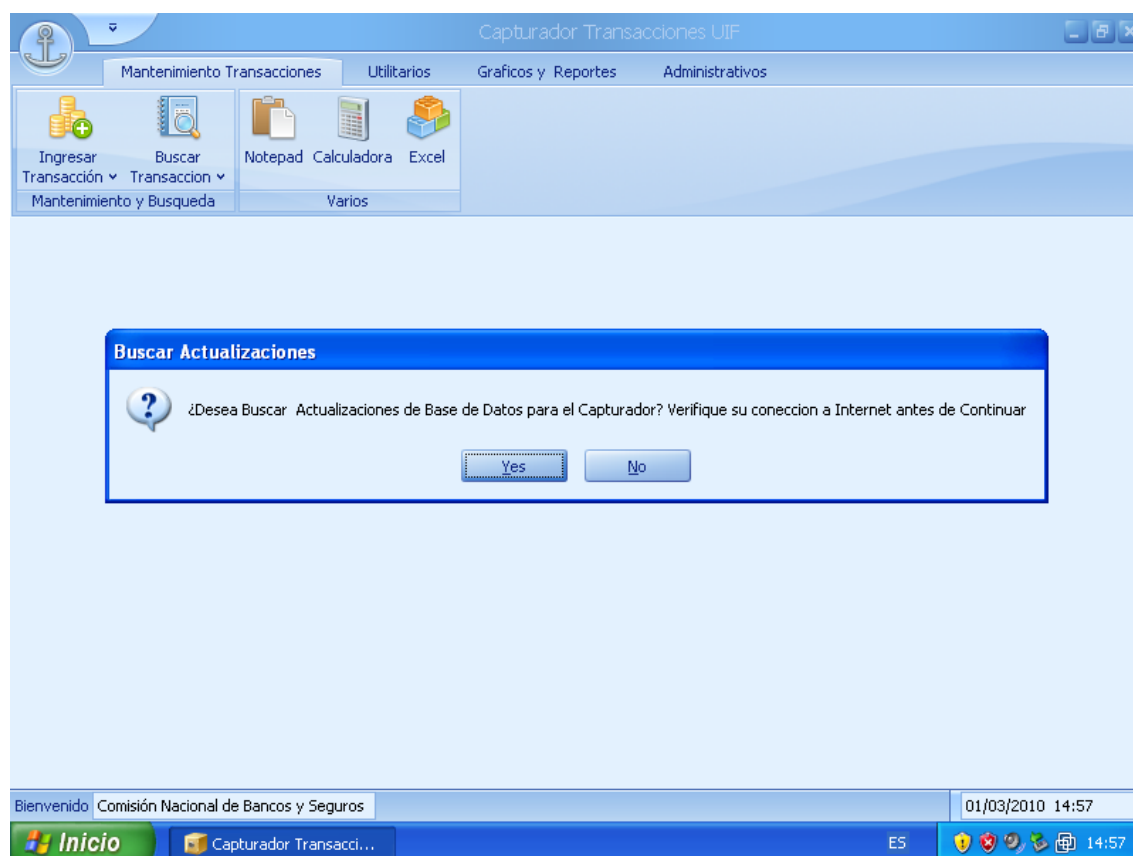 Capturador Transacciones UIF
Mantenimiento Transacciones Utilitarios Graficos y Reportes Administrativos
Ingresar Transacción
Buscar Transaccion
Notepad Calculadora Excel
Mantenimiento y Busqueda Varios
Buscar Actualizaciones
¿Desea Buscar Actualizaciones de Base de Datos para el Capturador? Verifique su coneccion a Internet antes de Continuar
Yes No
Bienvenido Comisión Nacional de Bancos y Seguros 01/03/2010 14:57
Inicio Capturador Transacci... ES 14:57